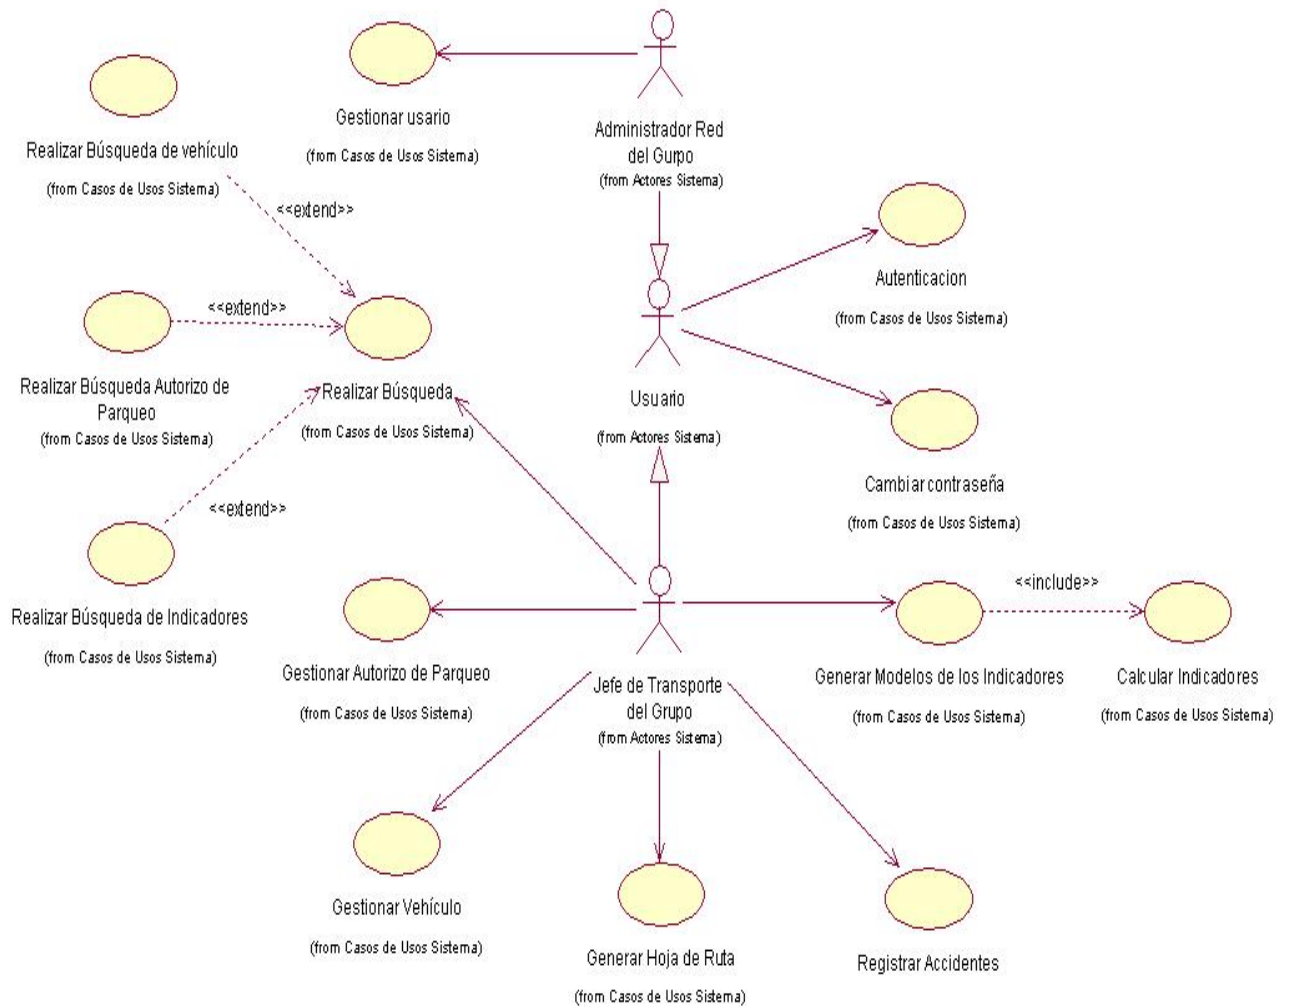 Gestionar usario
(from Casos de Usos Sistema)
Administrador Red
del Gurpo
(from Actores Sistema)
Realizar Búsqueda de vehículo
(from Casos de Usos Sistema)
<<extend>>
Autenticacion
(from Casos de Usos Sistema)
<<extend>>
Realizar Búsqueda Autorizo de
Parqueo
(from Casos de Usos Sistema)
Realizar Búsqueda
(from Casos de Usos Sistema)
Usuario
(from Actores Sistema)
Cambiar contraseña
(from Casos de Usos Sistema)
<<extend>>
Realizar Búsqueda de Indicadores
(from Casos de Usos Sistema)
<<include>>
Gestionar Autorizo de Parqueo
(from Casos de Usos Sistema)
Jefe de Transporte
del Grupo
(from Actores Sistema)
Generar Modelos de los Indicadores
(from Casos de Usos Sistema)
Calcular Indicadores
(from Casos de Usos Sistema)
Gestionar Vehículo
(from Casos de Usos Sistema)
Generar Hoja de Ruta
(from Casos de Usos Sistema)
Registrar Accidentes